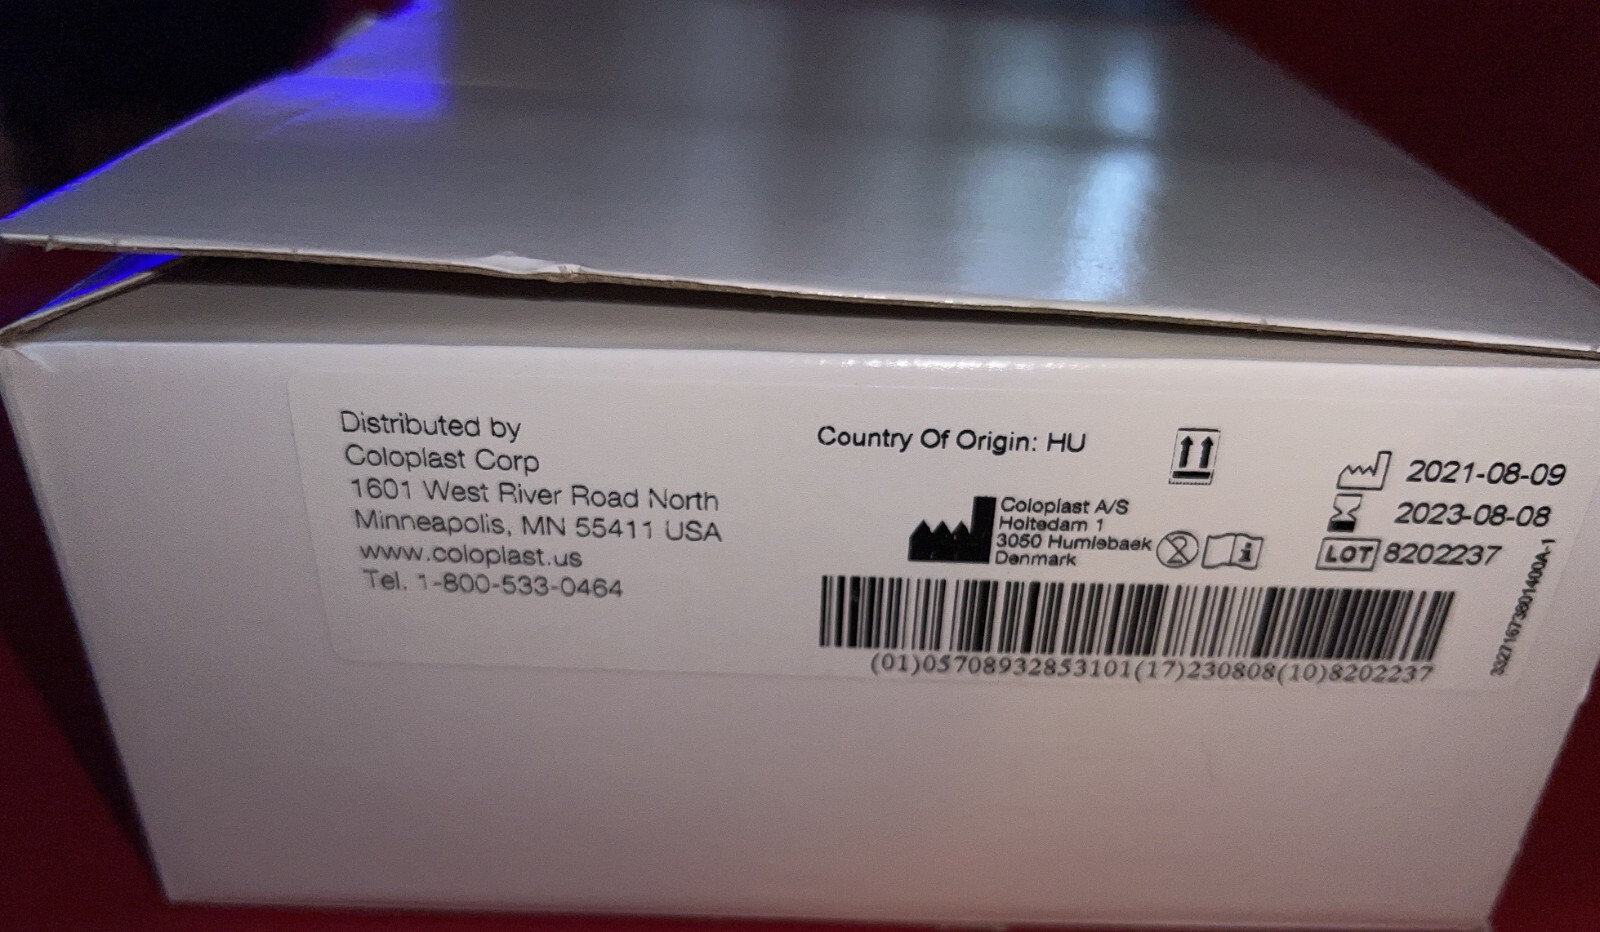 Distributed by
Coloplast Corp
1601 West River Road North
Minneapolis, MN 55411 USA
www.coloplast.us
Tel. 1-800-533-0464
Country Of Origin: HU
Coloplast A/S
Holtedam 1
3050 Humlebaek
Denmark
2
i
2021-08-09
2023-08-08
LOT 8202237
(01)05708932853101(17)230808(10)8202237